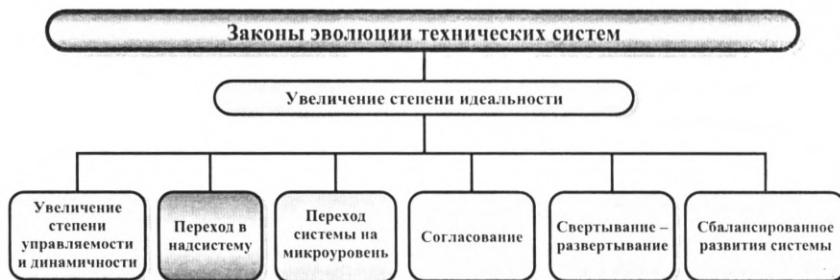 Законы эволюции технических систем
Увеличение степени идеальности
Увеличение
степени
управляемости
и динамичности
Переход в
надсистему
Переход
системы на
микроуровень
Согласование
Свертывание –
развертывание
Сбалансированное
развития системы